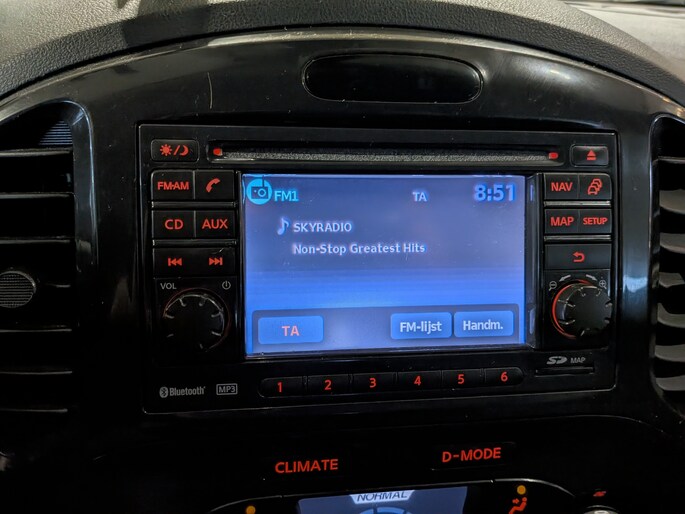 FM1 TA 8:51
FM·AM NAV
SKYRADIO
CD AUX MAP SETUP
Non-Stop Greatest Hits
VOL
TA FM-lijst Handm.
SD MAP
Bluetooth MP3 1 2 3 4 5 6
CLIMATE D-MODE
NORMAL